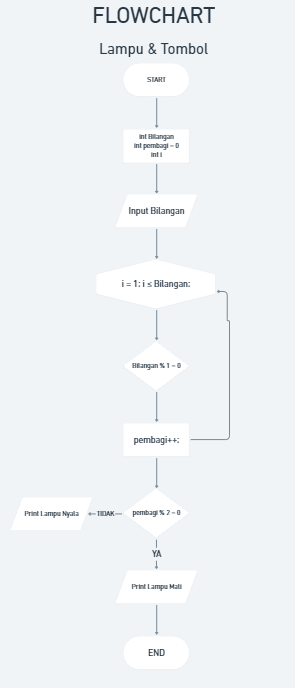 FLOWCHART
Lampu & Tombol
START
int Bilangan
int pembagi = 0
int i
Input Bilangan
i = 1; i ≤ Bilangan;
Bilangan % 1 = 0
pembagi++;
pembagi % 2 = 0
TIDAK
Print Lampu Nyala
YA
Print Lampu Mati
END